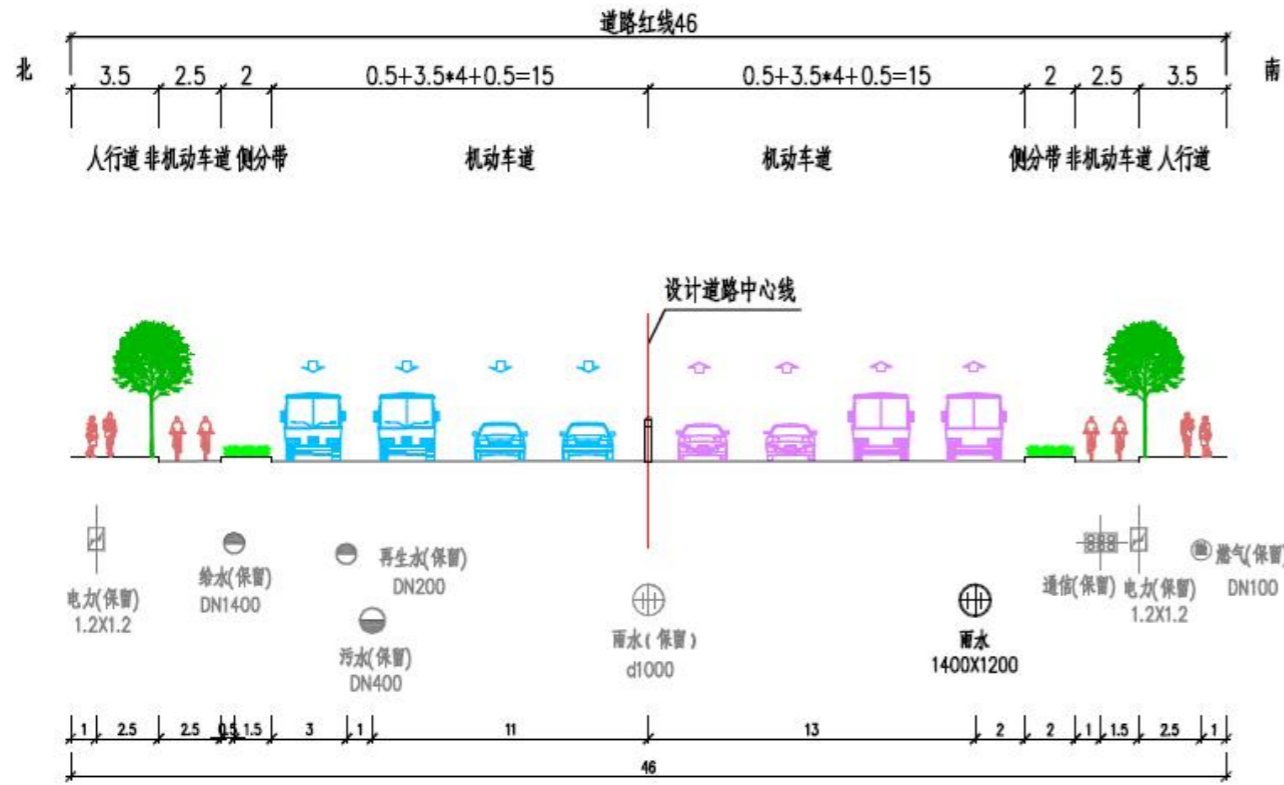 道路红线46
北
南
3.5
2.5
2
0.5+3.5*4+0.5=15
0.5+3.5*4+0.5=15
2
2.5
3.5
人行道
非机动车道
侧分带
机动车道
机动车道
侧分带
非机动车道
人行道
设计道路中心线
电力(保留)
1.2X1.2
给水(保留)
DN1400
再生水(保留)
DN200
污水(保留)
DN400
雨水(保留)
d1000
雨水
1400X1200
通信(保留)
电力(保留)
1.2X1.2
燃气(保留)
DN100
1
2.5
2.5
0.5
1.5
3
1
11
13
2
2
1
1.5
2.5
1
46